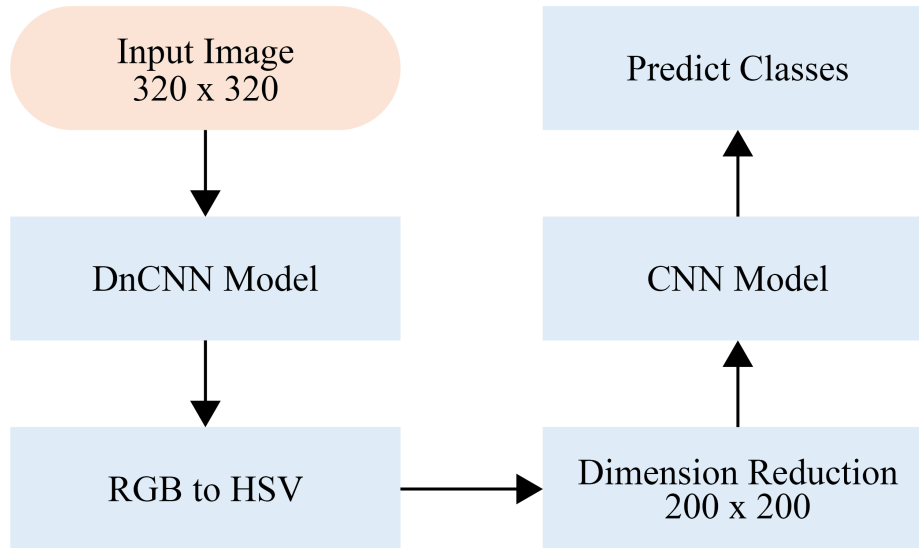 Input Image
320 x 320
DnCNN Model
RGB to HSV
Dimension Reduction
200 x 200
CNN Model
Predict Classes